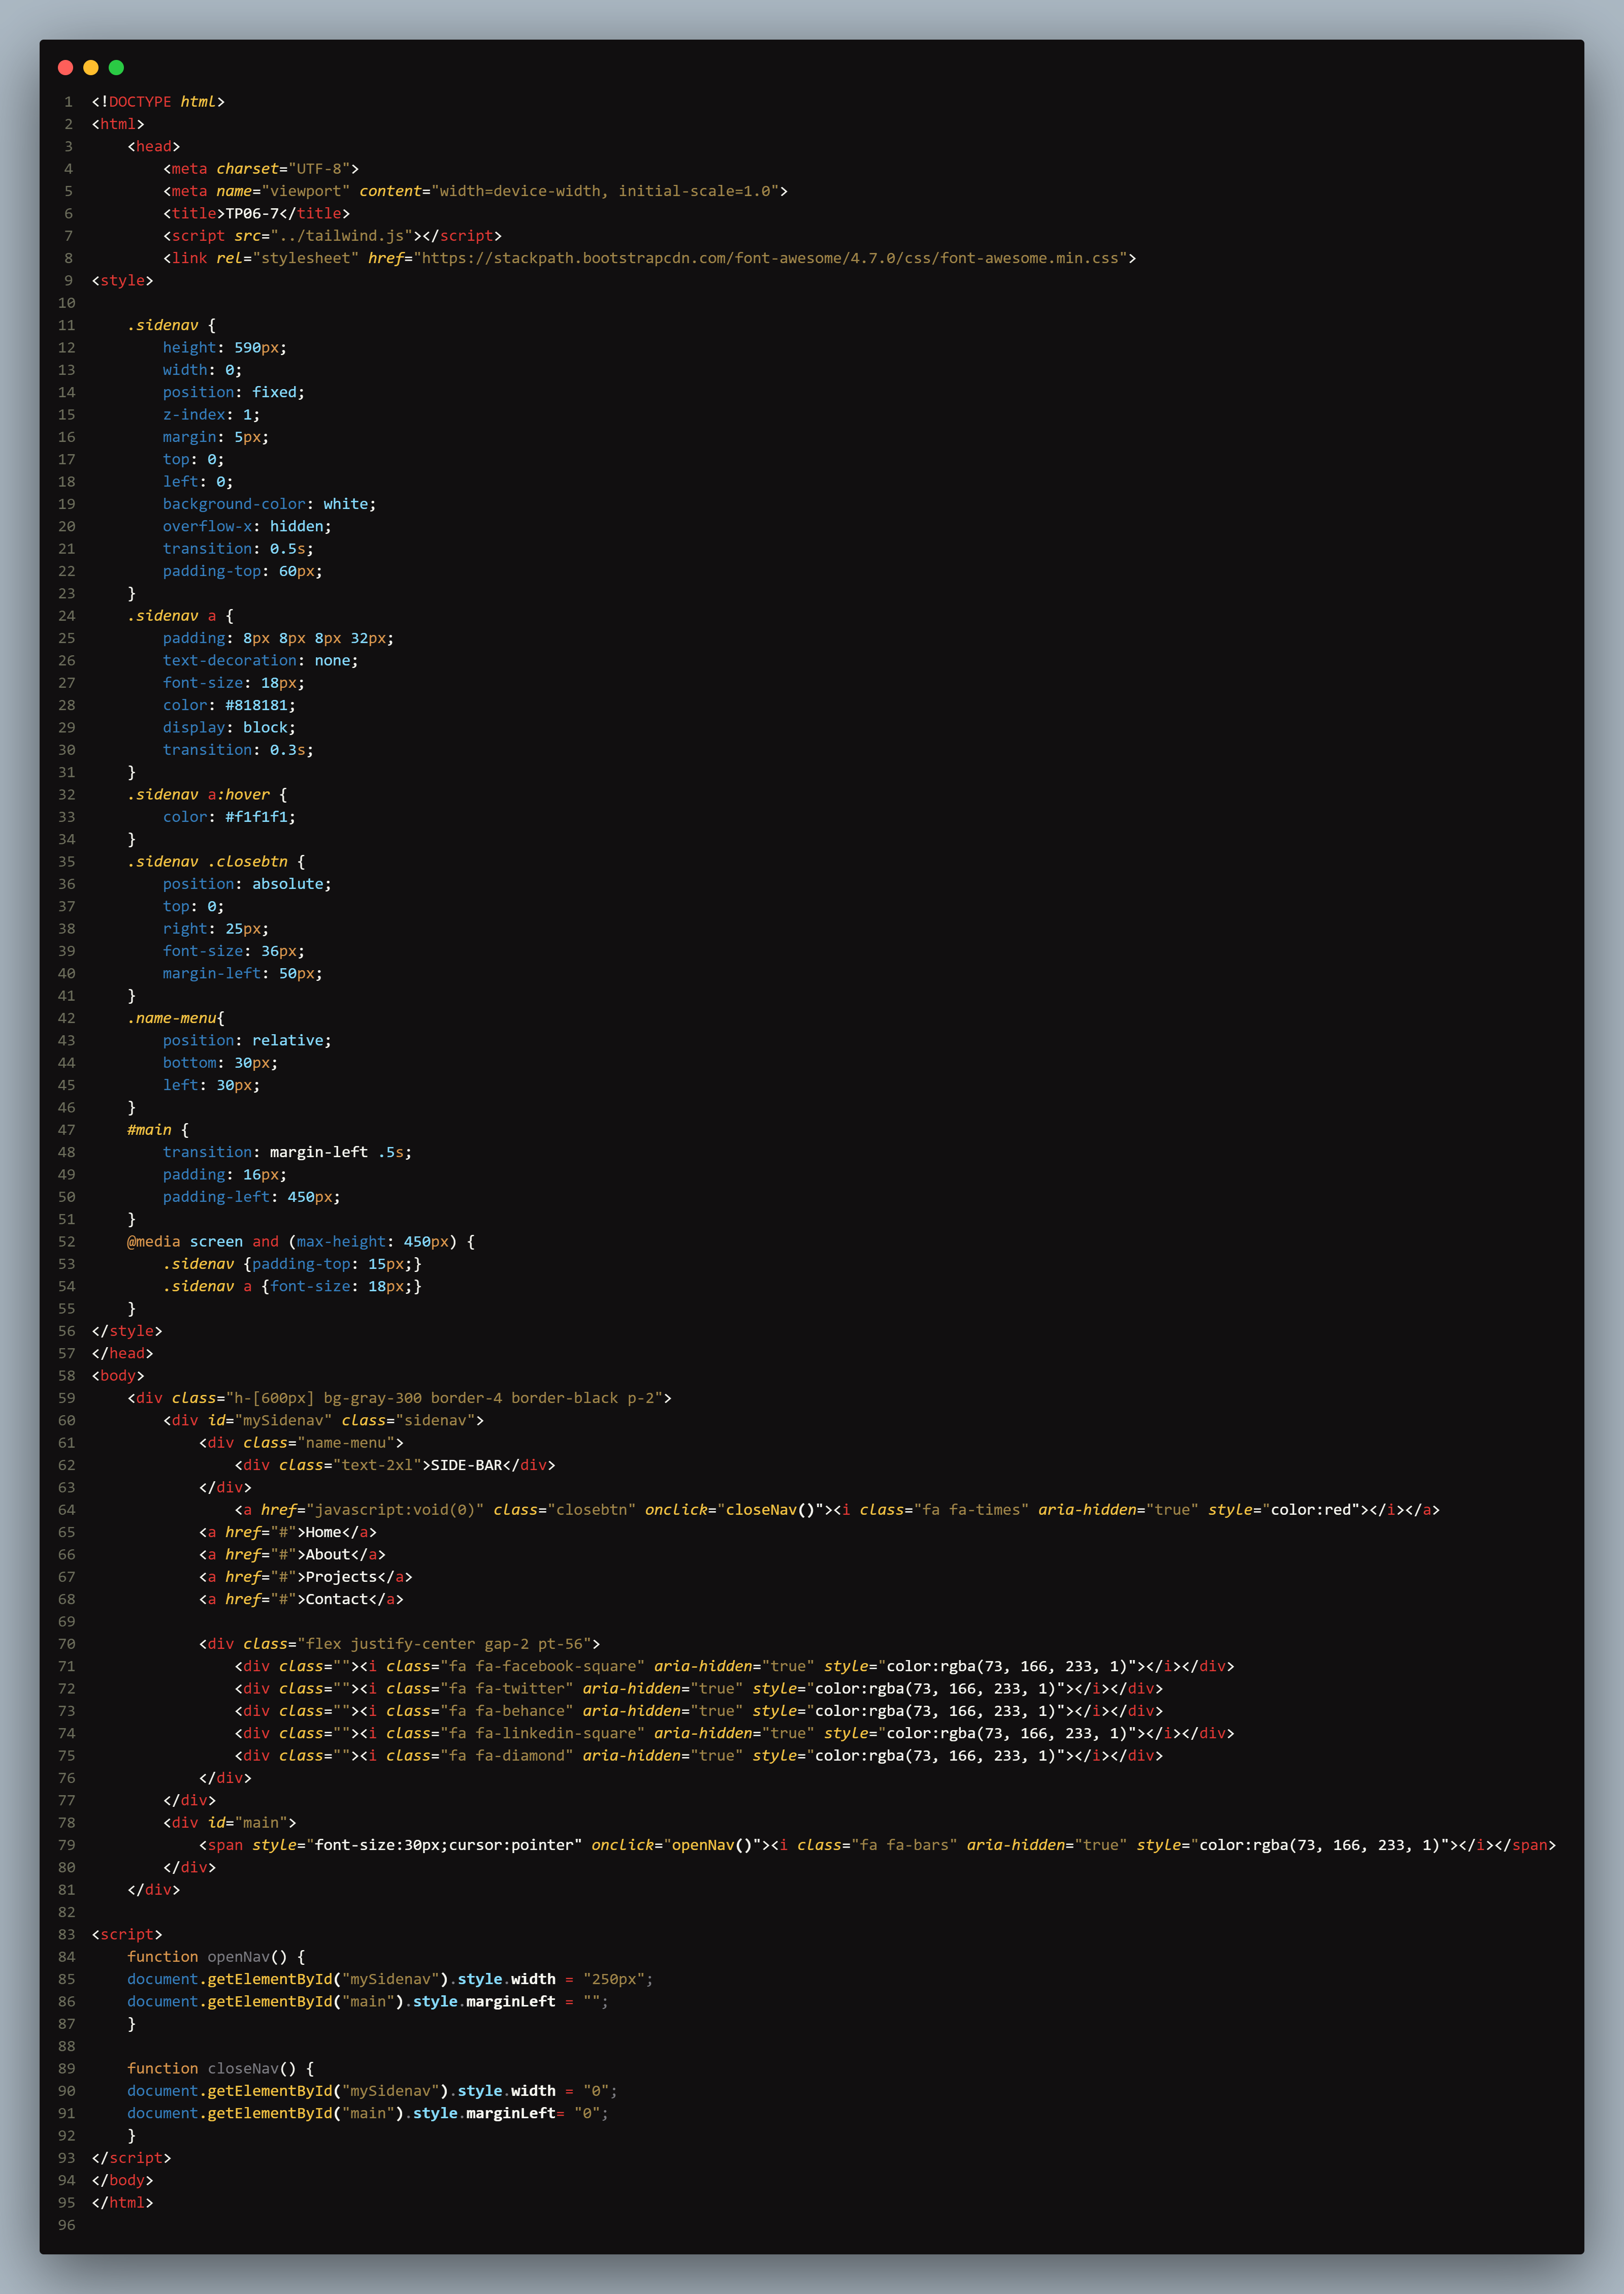 1 <!DOCTYPE html>
2 <html>
3     <head>
4         <meta charset="UTF-8">
5         <meta name="viewport" content="width=device-width, initial-scale=1.0">
6         <title>TP06-7</title>
7         <script src="../tailwind.js"></script>
8         <link rel="stylesheet" href="https://stackpath.bootstrapcdn.com/font-awesome/4.7.0/css/font-awesome.min.css">
9 <style>
10
11     .sidenav {
12         height: 590px;
13         width: 0;
14         position: fixed;
15         z-index: 1;
16         margin: 5px;
17         top: 0;
18         left: 0;
19         background-color: white;
20         overflow-x: hidden;
21         transition: 0.5s;
22         padding-top: 60px;
23     }
24     .sidenav a {
25         padding: 8px 8px 8px 32px;
26         text-decoration: none;
27         font-size: 18px;
28         color: #818181;
29         display: block;
30         transition: 0.3s;
31     }
32     .sidenav a:hover {
33         color: #f1f1f1;
34     }
35     .sidenav .closebtn {
36         position: absolute;
37         top: 0;
38         right: 25px;
39         font-size: 36px;
40         margin-left: 50px;
41     }
42     .name-menu{
43         position: relative;
44         bottom: 30px;
45         left: 30px;
46     }
47     #main {
48         transition: margin-left .5s;
49         padding: 16px;
50         padding-left: 450px;
51     }
52     @media screen and (max-height: 450px) {
53         .sidenav {padding-top: 15px;}
54         .sidenav a {font-size: 18px;}
55     }
56 </style>
57 </head>
58 <body>
59     <div class="h-[600px] bg-gray-300 border-4 border-black p-2">
60         <div id="mySidenav" class="sidenav">
61             <div class="name-menu">
62                 <div class="text-2xl">SIDE-BAR</div>
63             </div>
64                 <a href="javascript:void(0)" class="closebtn" onclick="closeNav()"><i class="fa fa-times" aria-hidden="true" style="color:red"></i></a>
65             <a href="#">Home</a>
66             <a href="#">About</a>
67             <a href="#">Projects</a>
68             <a href="#">Contact</a>
69
70             <div class="flex justify-center gap-2 pt-56">
71                 <div class=""><i class="fa fa-facebook-square" aria-hidden="true" style="color:rgba(73, 166, 233, 1)"></i></div>
72                 <div class=""><i class="fa fa-twitter" aria-hidden="true" style="color:rgba(73, 166, 233, 1)"></i></div>
73                 <div class=""><i class="fa fa-behance" aria-hidden="true" style="color:rgba(73, 166, 233, 1)"></i></div>
74                 <div class=""><i class="fa fa-linkedin-square" aria-hidden="true" style="color:rgba(73, 166, 233, 1)"></i></div>
75                 <div class=""><i class="fa fa-diamond" aria-hidden="true" style="color:rgba(73, 166, 233, 1)"></i></div>
76             </div>
77         </div>
78         <div id="main">
79             <span style="font-size:30px;cursor:pointer" onclick="openNav()"><i class="fa fa-bars" aria-hidden="true" style="color:rgba(73, 166, 233, 1)"></i></span>
80         </div>
81     </div>
82
83 <script>
84     function openNav() {
85     document.getElementById("mySidenav").style.width = "250px";
86     document.getElementById("main").style.marginLeft = "";
87     }
88
89     function closeNav() {
90     document.getElementById("mySidenav").style.width = "0";
91     document.getElementById("main").style.marginLeft= "0";
92     }
93 </script>
94 </body>
95 </html>
96